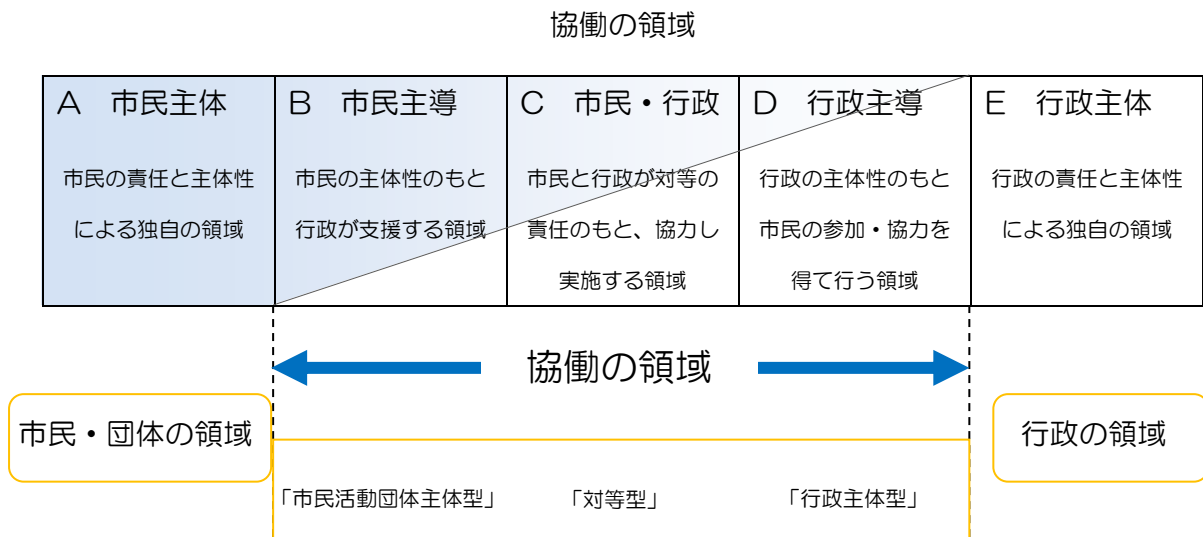 協働の領域
A　市民主体
市民の責任と主体性
による独自の領域
B　市民主導
市民の主体性のもと
行政が支援する領域
C　市民・行政
市民と行政が対等の
責任のもと、協力し
実施する領域
D　行政主導
行政の主体性のもと
市民の参加・協力を
得て行う領域
E　行政主体
行政の責任と主体性
による独自の領域
協働の領域
市民・団体の領域
行政の領域
「市民活動団体主体型」
「対等型」
「行政主体型」